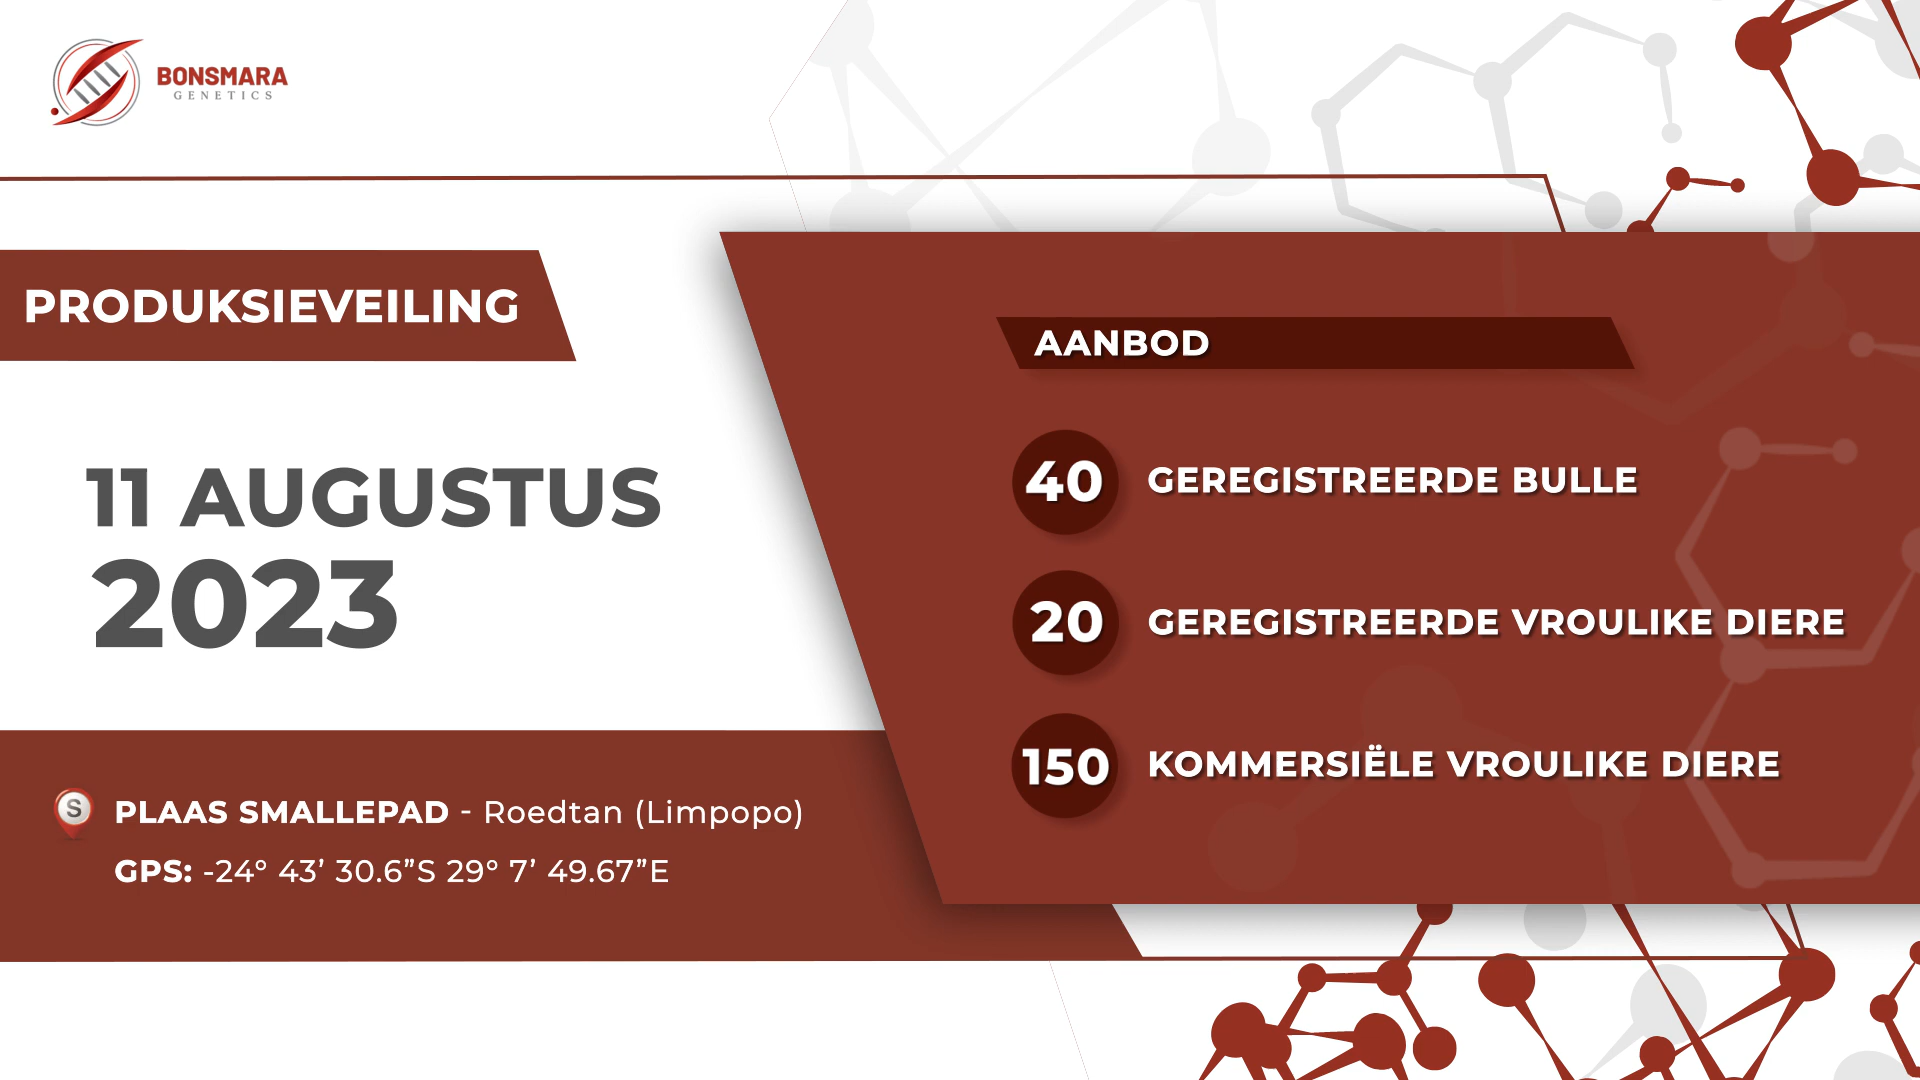 BONSMARA
GENETICS
PRODUKSIEVEILING
11 AUGUSTUS
2023
S
PLAAS SMALLEPAD - Roedtan (Limpopo)
GPS: -24° 43’ 30.6”S 29° 7’ 49.67”E
AANBOD
40 GEREGISTREERDE BULLE
20 GEREGISTREERDE VROULIKE DIERE
150 KOMMERSIËLE VROULIKE DIERE